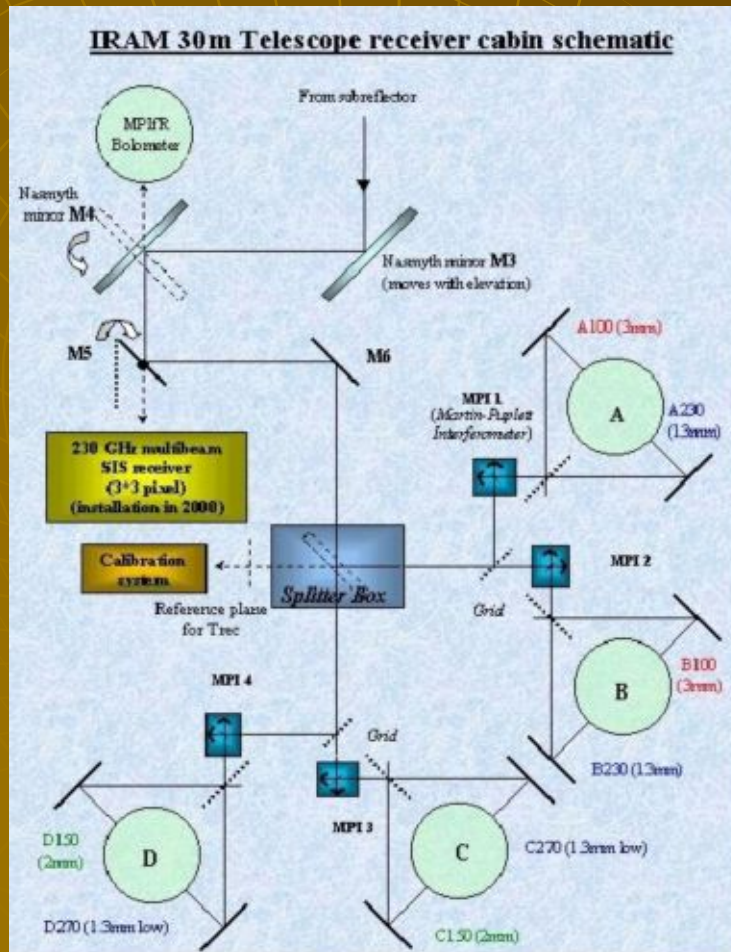 IRAM 30m Telescope receiver cabin schematic
From subreflector
MPIfR
Bolometer
Nasmyth
mirror M4
Nasmyth mirror M3
(moves with elevation)
M5
M6
A100 (3mm)
MPI 1
(Martin-Puplett
Interferometer)
A
A230
(1.3mm)
230 GHz multibeam
SIS receiver
(3*3 pixel)
(installation in 2000)
Calibration
system
Splitter Box
MPI 2
Reference plane
for Trec
Grid
MPI 4
B
B100
(3mm)
Grid
B230 (1.3mm)
MPI 3
D150
(2mm)
D
C
C270 (1.3mm low)
D270 (1.3mm low)
C150 (2mm)